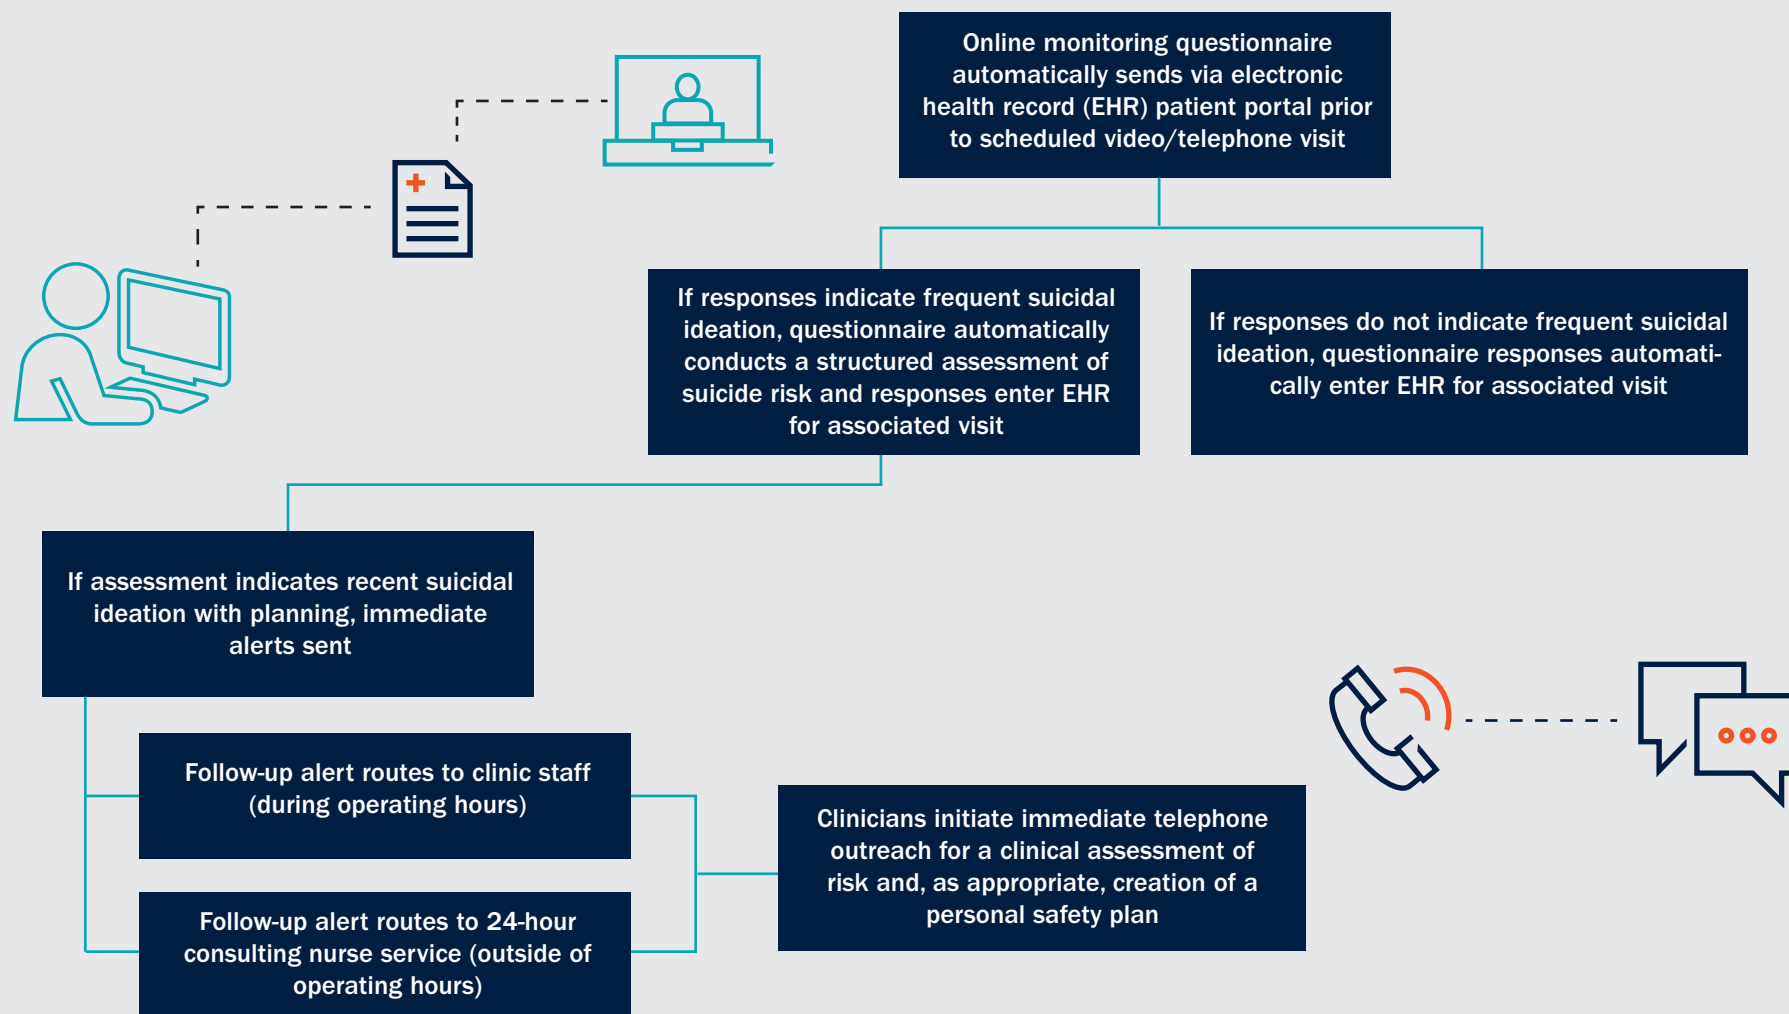 Online monitoring questionnaire
automatically sends via electronic
health record (EHR) patient portal prior
to scheduled video/telephone visit
If responses indicate frequent suicidal
ideation, questionnaire automatically
conducts a structured assessment of
suicide risk and responses enter EHR
for associated visit
If responses do not indicate frequent suicidal
ideation, questionnaire responses automati-
cally enter EHR for associated visit
If assessment indicates recent suicidal
ideation with planning, immediate
alerts sent
Follow-up alert routes to clinic staff
(during operating hours)
Follow-up alert routes to 24-hour
consulting nurse service (outside of
operating hours)
Clinicians initiate immediate telephone
outreach for a clinical assessment of
risk and, as appropriate, creation of a
personal safety plan